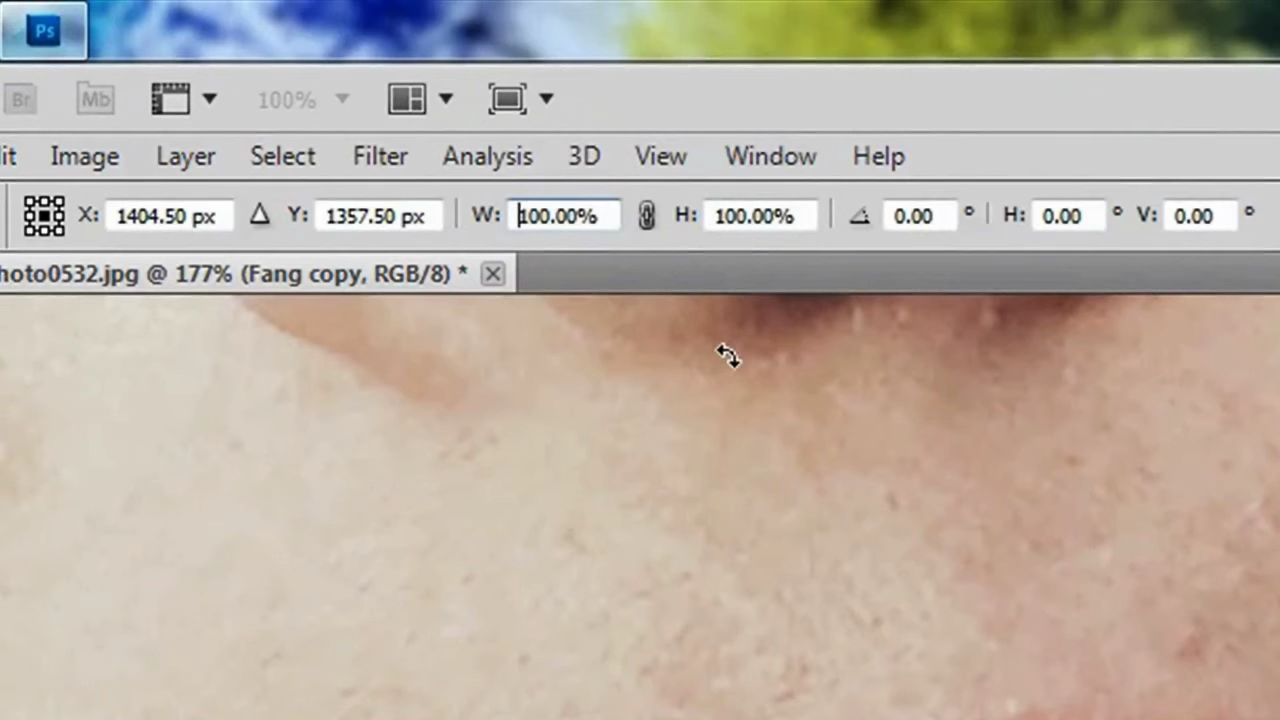 Ps
Br Mb 100%
it Image Layer Select Filter Analysis 3D View Window Help
X: 1404.50 px Y: 1357.50 px W: 100.00% H: 100.00% 0.00 ° H: 0.00 ° V: 0.00 °
hoto0532.jpg @ 177% (Fang copy, RGB/8) *